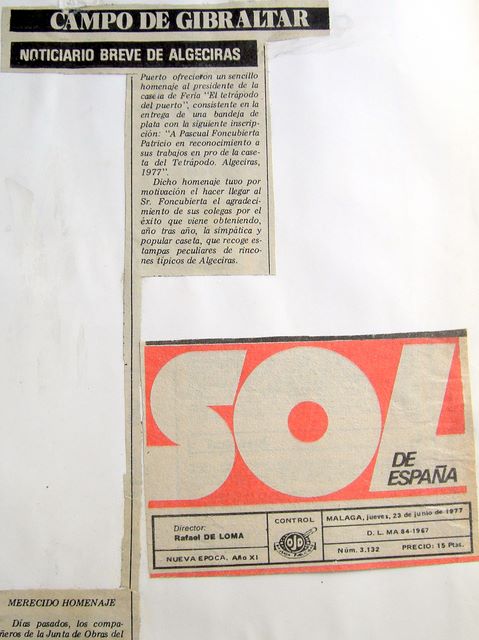 CAMPO DE GIBRALTAR
NOTICIARIO BREVE DE ALGECIRAS
Puerto ofrecieron un sencillo
homenaje al presidente de la
caseta de Feria "El tetrápodo
del puerto", consistente en la
entrega de una bandeja de
plata con la siguiente inscrip-
ción: "A Pascual Foncubierta
Patricio en reconocimiento a
sus trabajos en pro de la case-
ta del Tetrápodo. Algeciras,
1977".
Dicho homenaje tuvo por
motivación el hacer llegar al
Sr. Foncubierta el agradeci-
miento de sus colegas por el
éxito que viene obteniendo,
año tras año, la simpática y
popular caseta, que recoge es-
tampas peculiares de rinco-
nes típicos de Algeciras.
SOL
DE
ESPAÑA
Director:
Rafael DE LOMA
NUEVA EPOCA, Año XI
CONTROL
OJD
MALAGA, jueves, 23 de junio de 1977
D. L. MA 84-1967
Núm. 3.132 PRECIO: 15 Ptas.
MERECIDO HOMENAJE
Días pasados, los compa-
ñeros de la Junta de Obras del